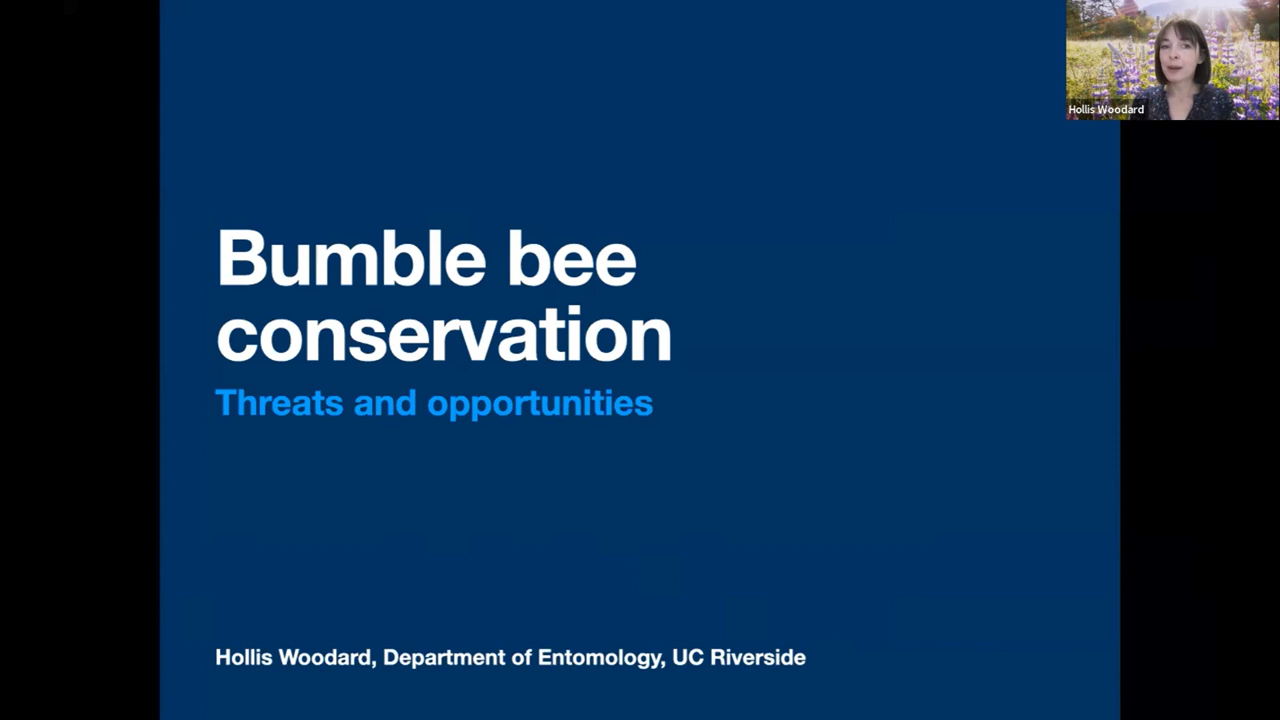 Hollis Woodard
Bumble bee
conservation
Threats and opportunities
Hollis Woodard, Department of Entomology, UC Riverside